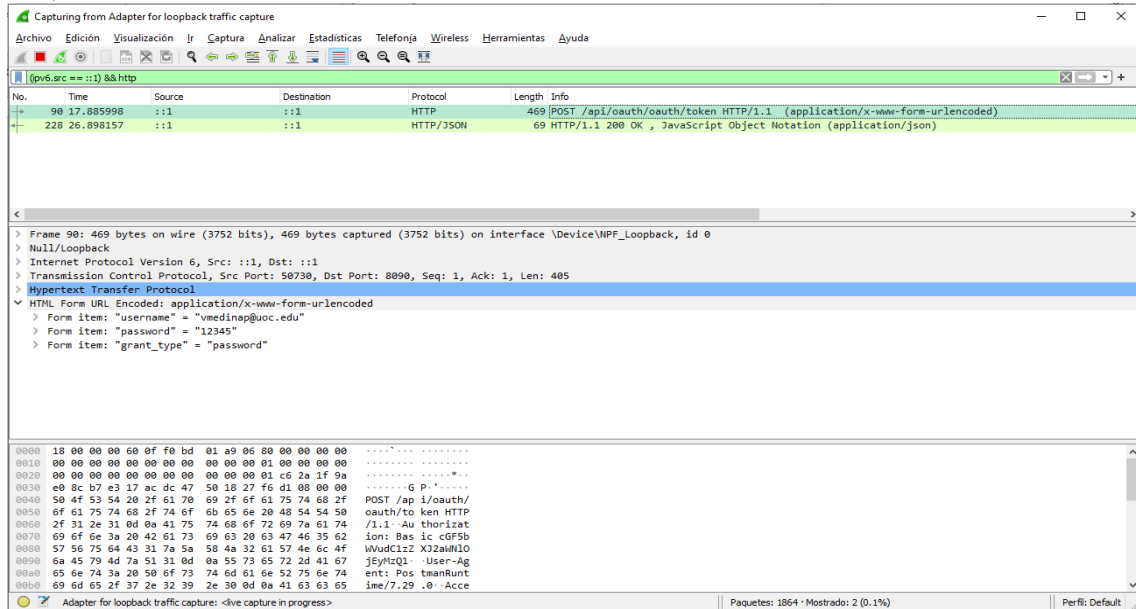 Capturing from Adapter for loopback traffic capture
Archivo Edición Visualización Ir Captura Analizar Estadísticas Telefonía Wireless Herramientas Ayuda
(ipv6.src == ::1) && http
No. Time Source Destination Protocol Length Info
90 17.885998 ::1 ::1 HTTP 469 POST /api/oauth/oauth/token HTTP/1.1 (application/x-www-form-urlencoded)
228 26.898157 ::1 ::1 HTTP/JSON 69 HTTP/1.1 200 OK , JavaScript Object Notation (application/json)
> Frame 90: 469 bytes on wire (3752 bits), 469 bytes captured (3752 bits) on interface \Device\NPF_Loopback, id 0
> Null/Loopback
> Internet Protocol Version 6, Src: ::1, Dst: ::1
> Transmission Control Protocol, Src Port: 50730, Dst Port: 8090, Seq: 1, Ack: 1, Len: 405
> Hypertext Transfer Protocol
HTML Form URL Encoded: application/x-www-form-urlencoded
> Form item: "username" = "vmedinap@uoc.edu"
> Form item: "password" = "12345"
> Form item: "grant_type" = "password"
0000 18 00 00 00 60 0f f0 bd 01 a9 06 80 00 00 00 00 ····`··· ········
0010 00 00 00 00 00 00 00 00 00 00 00 01 00 00 00 00 ········ ········
0020 00 00 00 00 00 00 00 00 00 00 00 01 c6 2a 1f 9a ········ ·····*··
0030 e0 8c b7 e3 17 ac dc 47 50 18 27 f6 d1 08 00 00 ·······G P·'·····
0040 50 4f 53 54 20 2f 61 70 69 2f 6f 61 75 74 68 2f POST /ap i/oauth/
0050 6f 61 75 74 68 2f 74 6f 6b 65 6e 20 48 54 54 50 oauth/to ken HTTP
0060 2f 31 2e 31 0d 0a 41 75 74 68 6f 72 69 7a 61 74 /1.1··Au thorizat
0070 69 6f 6e 3a 20 42 61 73 69 63 20 63 47 46 35 62 ion: Bas ic cGF5b
0080 57 56 75 64 43 31 7a 5a 58 4a 32 61 57 4e 6c 4f WVudC1zZ XJ2aWNlO
0090 6a 45 79 4d 7a 51 31 0d 0a 55 73 65 72 2d 41 67 jEyMzQ1· ·User-Ag
00a0 65 6e 74 3a 20 50 6f 73 74 6d 61 6e 52 75 6e 74 ent: Pos tmanRunt
00b0 69 6d 65 2f 37 2e 32 39 2e 30 0d 0a 41 63 63 65 ime/7.29 .0··Acce
Adapter for loopback traffic capture: <live capture in progress> Paquetes: 1864 · Mostrado: 2 (0.1%) Perfil: Default